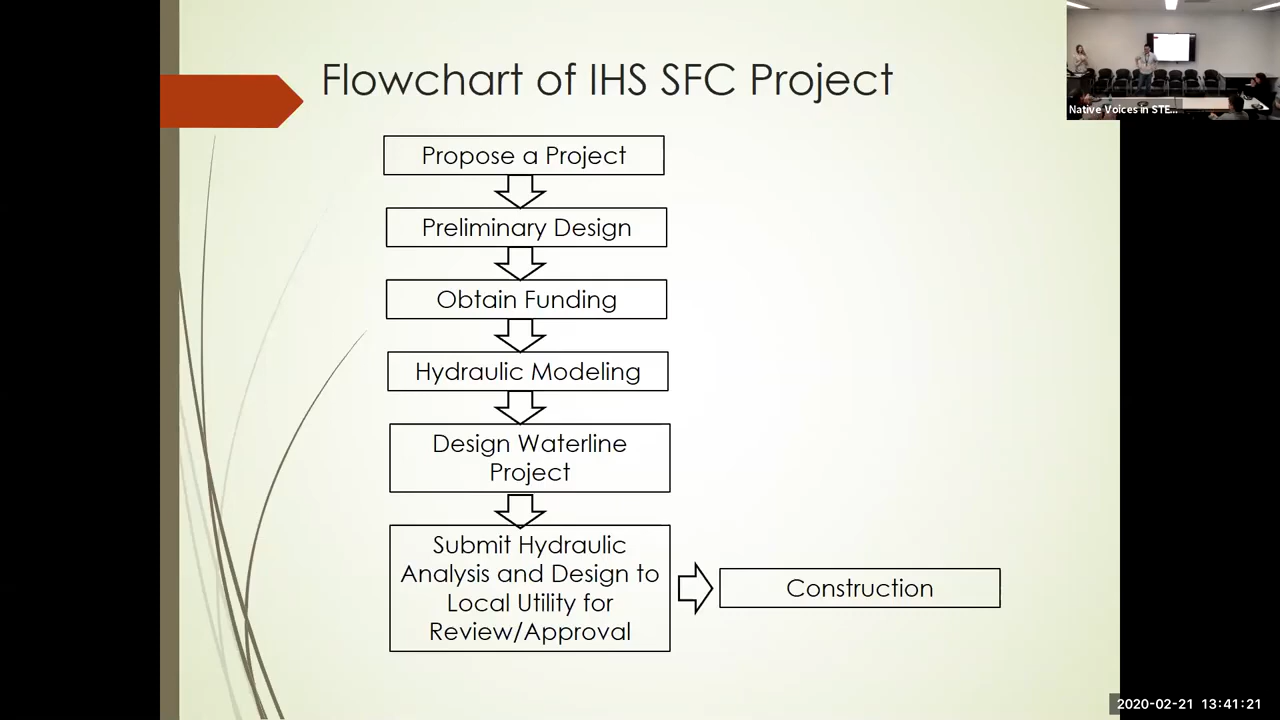 Flowchart of IHS SFC Project
Native Voices in STE...
Propose a Project
Preliminary Design
Obtain Funding
Hydraulic Modeling
Design Waterline
Project
Submit Hydraulic
Analysis and Design to
Local Utility for
Review/Approval
Construction
2020-02-21 13:41:21